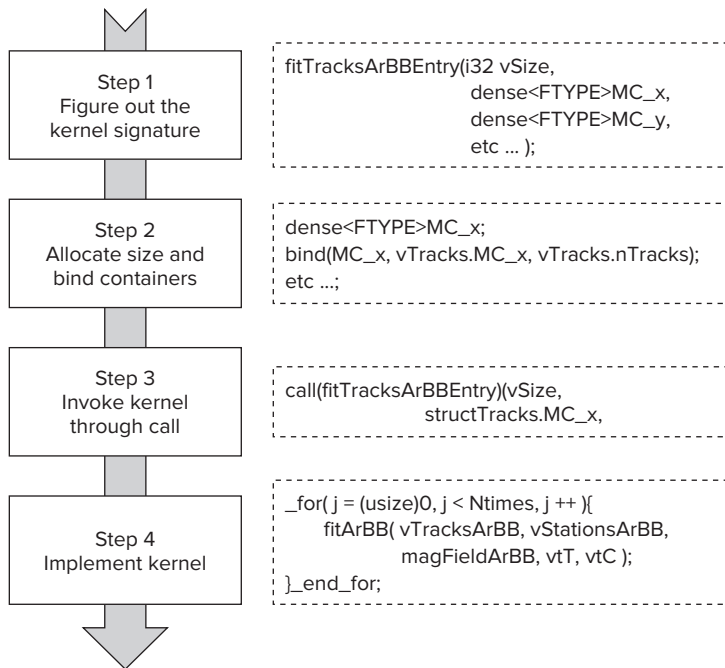 Step 1
Figure out the
kernel signature
fitTracksArBBEntry(i32 vSize,
dense<FTYPE>MC_x,
dense<FTYPE>MC_y,
etc ... );
Step 2
Allocate size and
bind containers
dense<FTYPE>MC_x;
bind(MC_x, vTracks.MC_x, vTracks.nTracks);
etc ...;
Step 3
Invoke kernel
through call
call(fitTracksArBBEntry)(vSize,
structTracks.MC_x,
Step 4
Implement kernel
_for( j = (usize)0, j < Ntimes, j ++ ){
fitArBB( vTracksArBB, vStationsArBB,
magFieldArBB, vtT, vtC );
}_end_for;